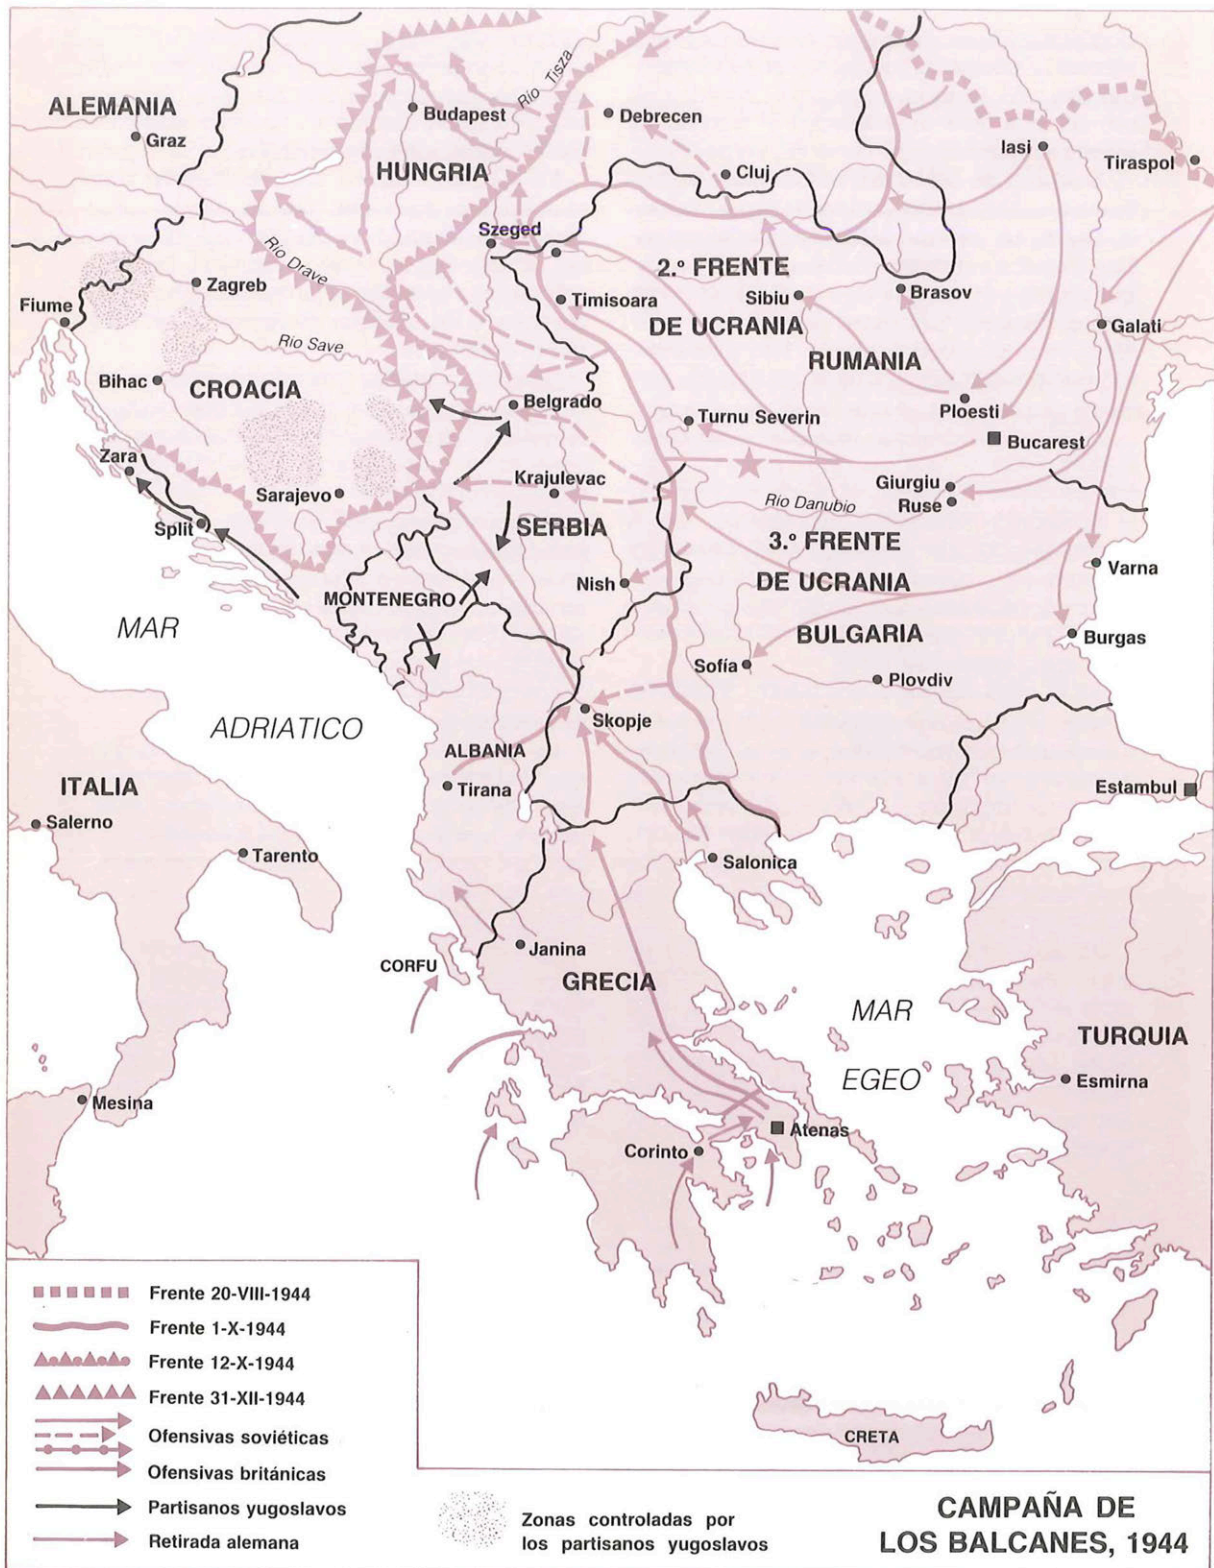 ALEMANIA
Graz
Budapest
Río Tisza
Debrecen
HUNGRIA
Cluj
Iasi
Tiraspol
Szeged
Río Drave
2.º FRENTE
DE UCRANIA
Zagreb
Timisoara
Sibiu
Brasov
Fiume
Galati
Río Save
RUMANIA
Bihac
CROACIA
Belgrado
Turnu Severin
Ploesti
Bucarest
Zara
Sarajevo
Krajulevac
Giurgiu
Río Danubio
Ruse
Split
SERBIA
3.º FRENTE
DE UCRANIA
Varna
Nish
MONTENEGRO
MAR
BULGARIA
Burgas
Sofía
Plovdiv
ADRIATICO
Skopje
ALBANIA
ITALIA
Tirana
Estambul
Salerno
Tarento
Salonica
Janina
CORFU
GRECIA
MAR
TURQUIA
EGEO
Esmirna
Mesina
Atenas
Corinto
CRETA
Frente 20-VIII-1944
Frente 1-X-1944
Frente 12-X-1944
Frente 31-XII-1944
Ofensivas soviéticas
Ofensivas británicas
Partisanos yugoslavos
Retirada alemana
Zonas controladas por
los partisanos yugoslavos
CAMPAÑA DE
LOS BALCANES, 1944